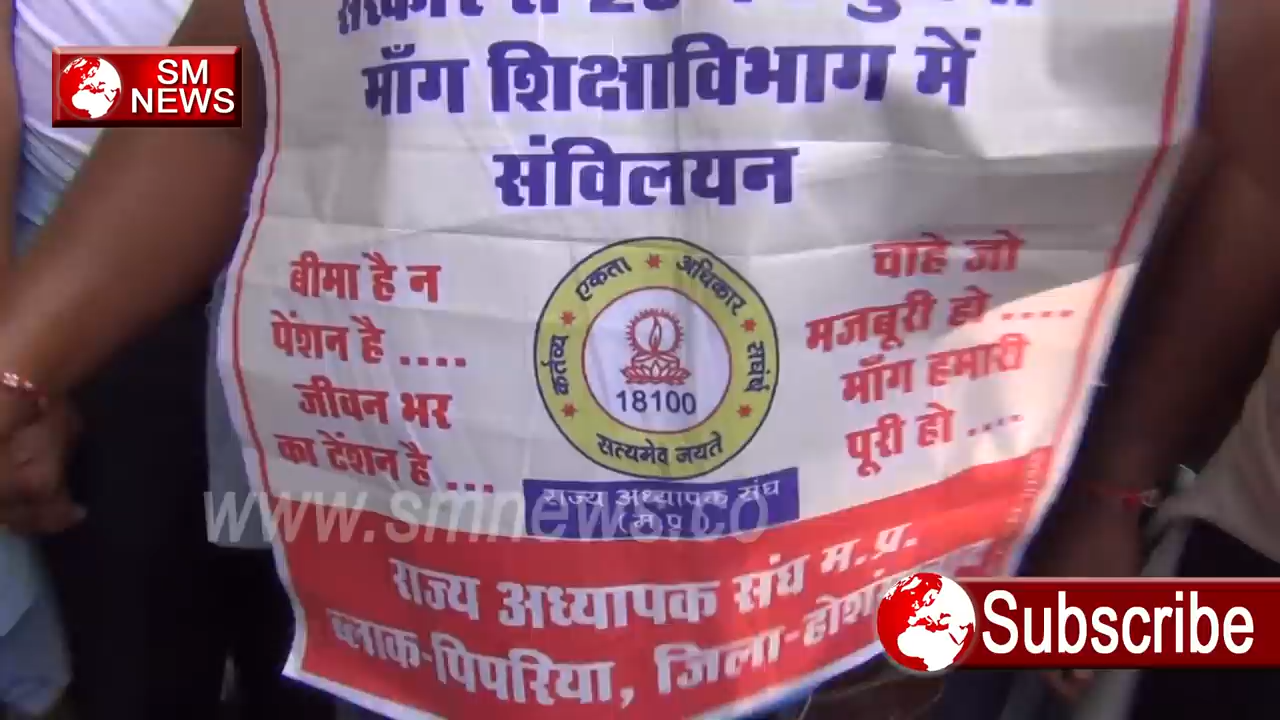 SM
NEWS
माँग शिक्षाविभाग में
संविलयन
बीमा है न
पेंशन है ....
जीवन भर
का टेंशन है ...
कर्तव्य * एकता * अधिकार * सघंर्ष *
18100
सत्यमेव जयते
चाहे जो
मजबूरी हो ....
माँग हमारी
पूरी हो ....
राज्य अध्यापक संघ
(म प्र)
www.smnews.co
राज्य अध्यापक संघ म.प्र.
ब्लाक-पिपरिया, जिला-
Subscribe